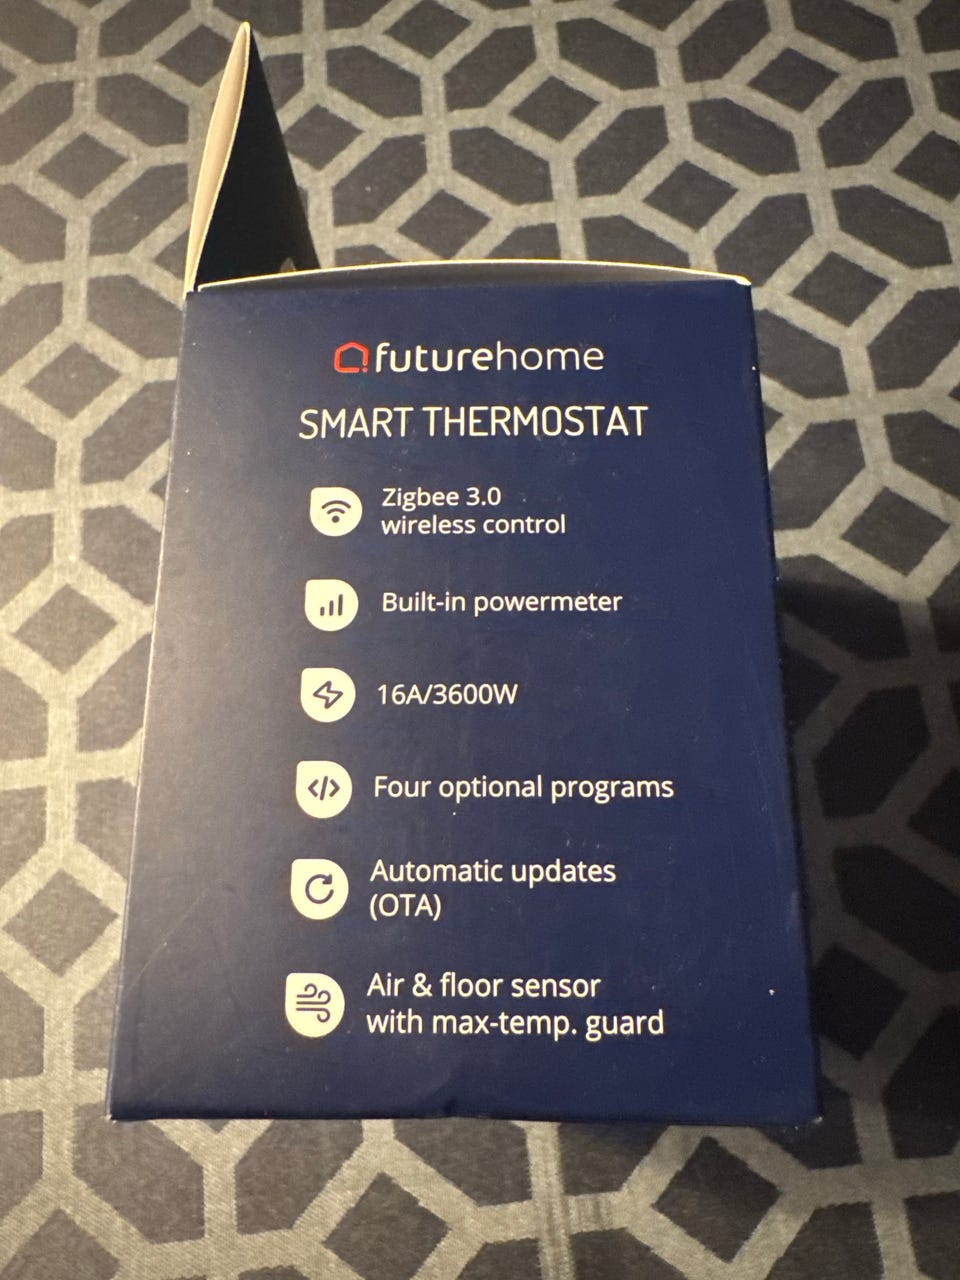 futurehome
SMART THERMOSTAT
Zigbee 3.0
wireless control
Built-in powermeter
16A/3600W
Four optional programs
Automatic updates
(OTA)
Air & floor sensor
with max-temp. guard